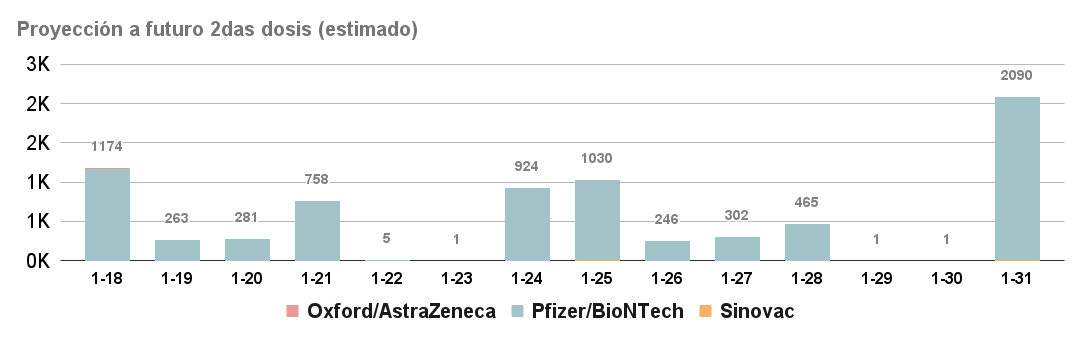 Proyección a futuro 2das dosis (estimado)
3K
2K
2K
1K
1K
0K
1174
263
281
758
5
1
924
1030
246
302
465
1
1
2090
1-18 1-19 1-20 1-21 1-22 1-23 1-24 1-25 1-26 1-27 1-28 1-29 1-30 1-31
Oxford/AstraZeneca Pfizer/BioNTech Sinovac